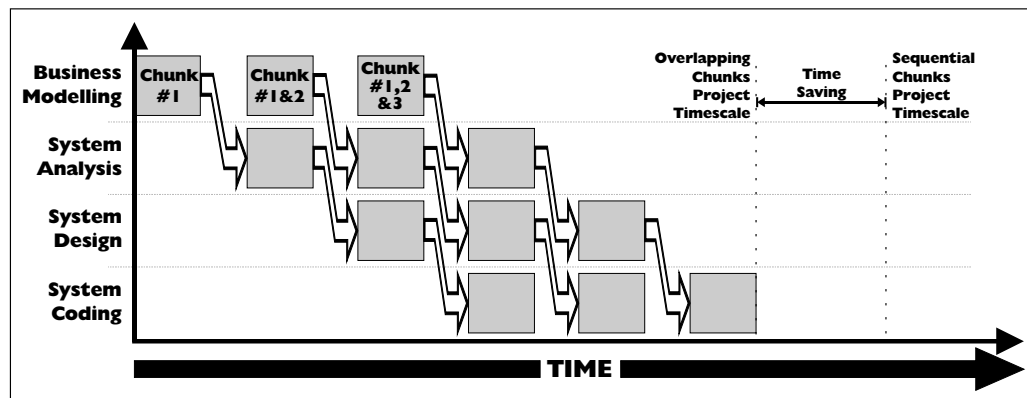 Business
Modelling
Chunk
#1
Chunk
#1&2
Chunk
#1,2
&3
Overlapping
Chunks
Project
Timescale
Time
Saving
Sequential
Chunks
Project
Timescale
System
Analysis
System
Design
System
Coding
TIME